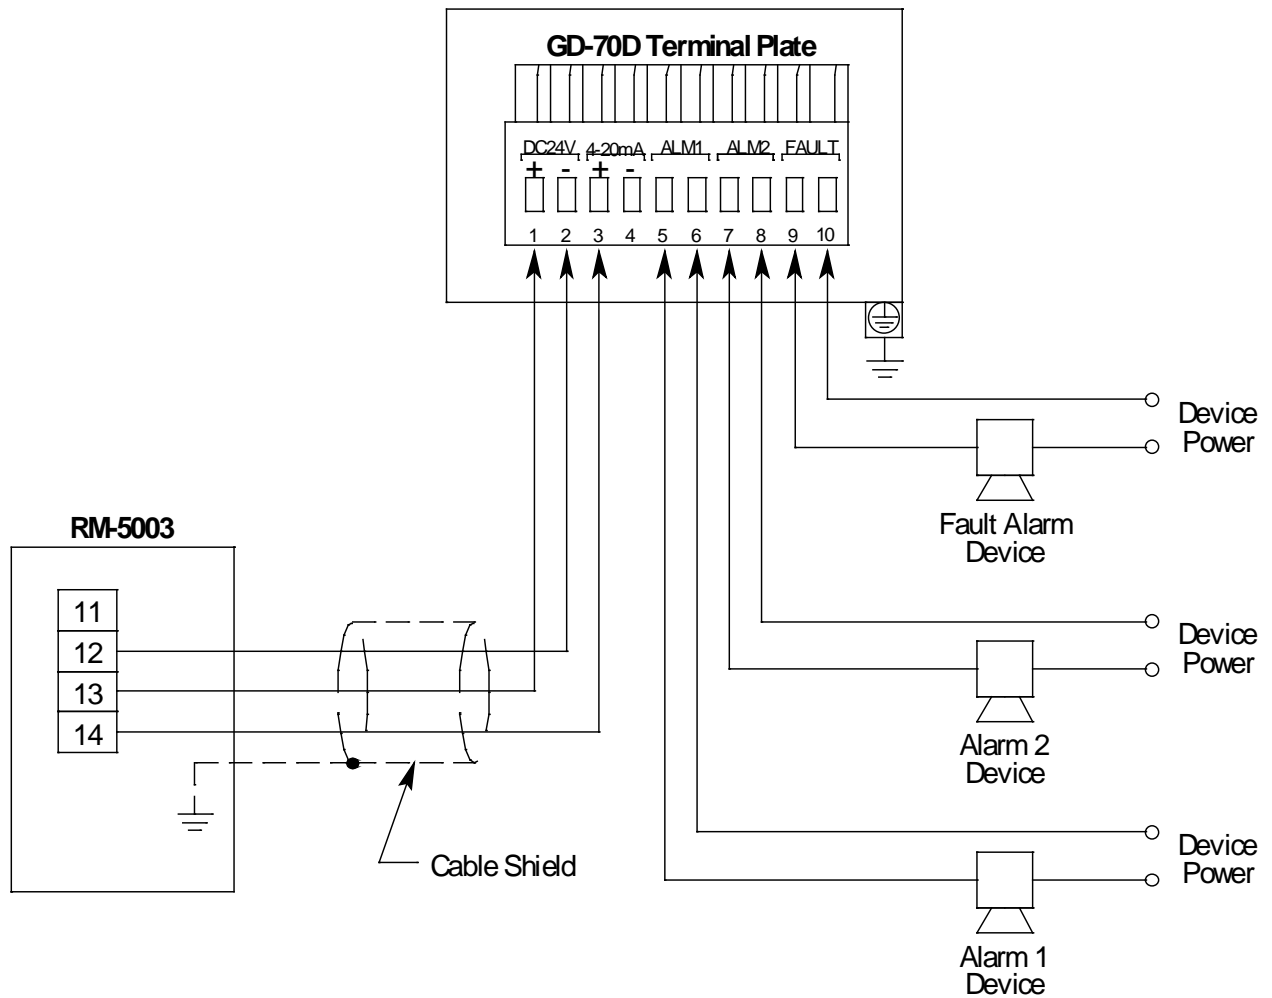 GD-70D Terminal Plate
DC24V 4-20mA ALM1 ALM2 FAULT
+ - + -
1 2 3 4 5 6 7 8 9 10
Device
Power
Fault Alarm
Device
RM-5003
11
12
13
14
Cable Shield
Device
Power
Alarm 2
Device
Device
Power
Alarm 1
Device